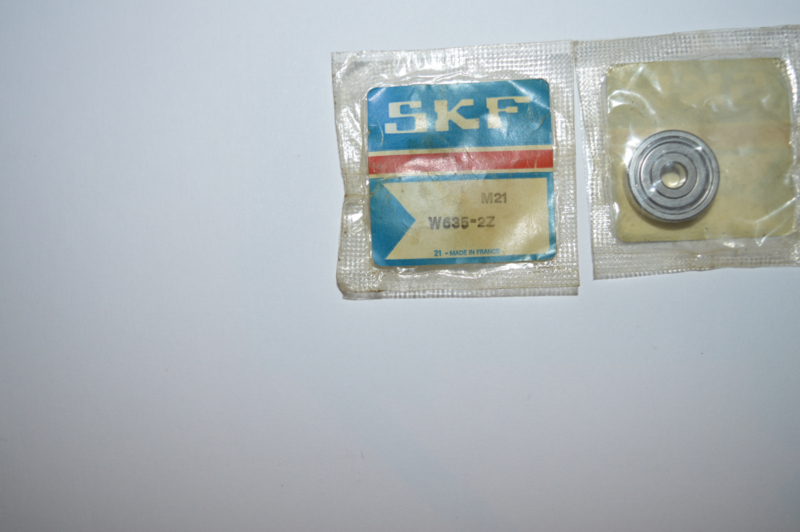 SKF
M21
W635-2Z
21 - MADE IN FRANCE